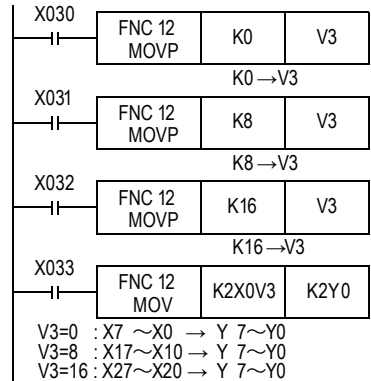 X030
FNC 12 MOVP K0 V3
K0→V3
X031
FNC 12 MOVP K8 V3
K8→V3
X032
FNC 12 MOVP K16 V3
K16→V3
X033
FNC 12 MOV K2X0V3 K2Y0
V3=0 : X7 ～X0 → Y 7～Y0
V3=8 : X17～X10 → Y 7～Y0
V3=16 : X27～X20 → Y 7～Y0